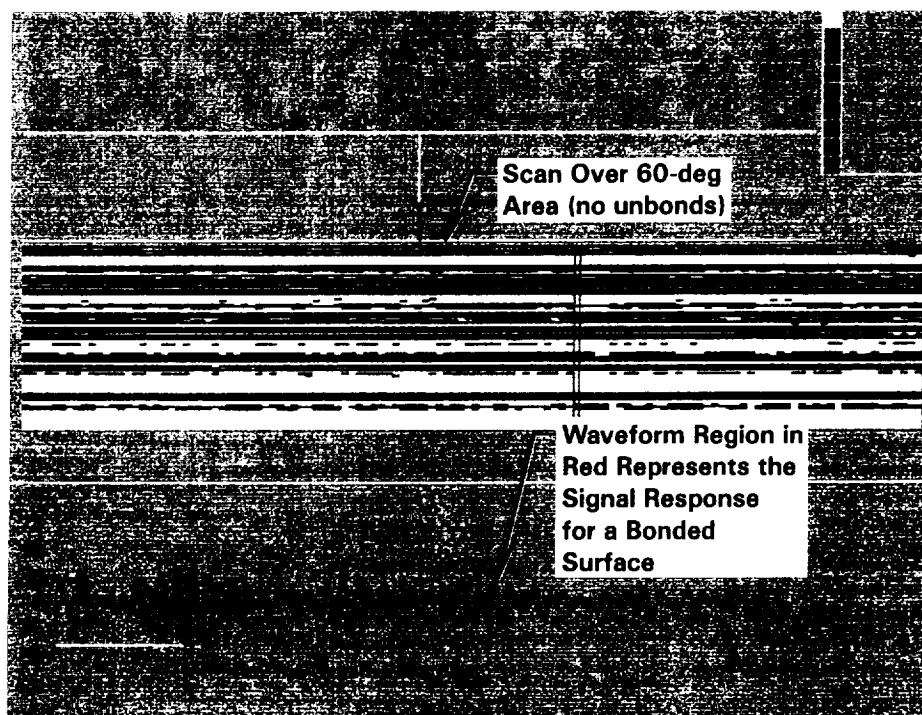 Scan Over 60-deg
Area (no unbonds)
Waveform Region in
Red Represents the
Signal Response
for a Bonded
Surface